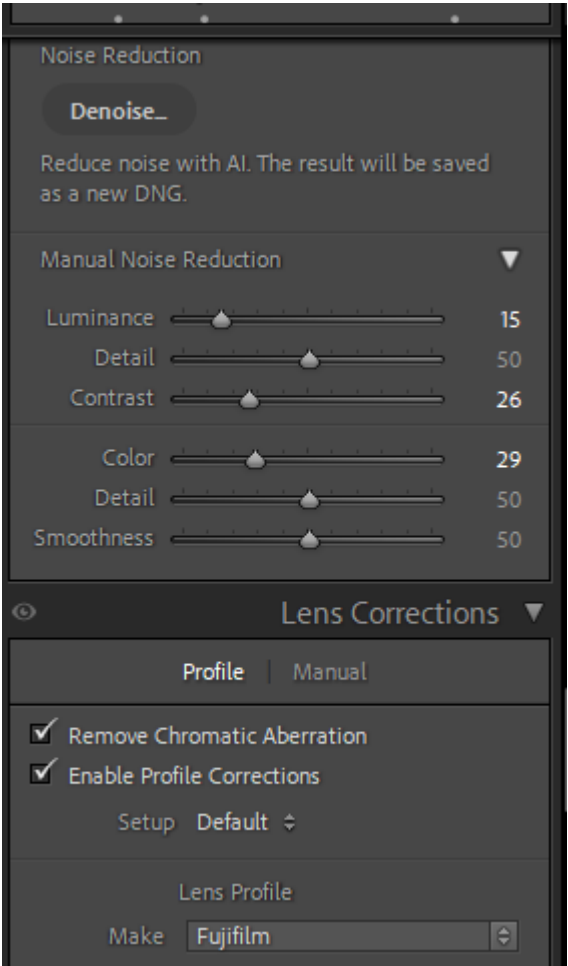 Noise Reduction
Denoise...
Reduce noise with AI. The result will be saved
as a new DNG.
Manual Noise Reduction
Luminance 15
Detail 50
Contrast 26
Color 29
Detail 50
Smoothness 50
Lens Corrections
Profile | Manual
Remove Chromatic Aberration
Enable Profile Corrections
Setup Default
Lens Profile
Make Fujifilm